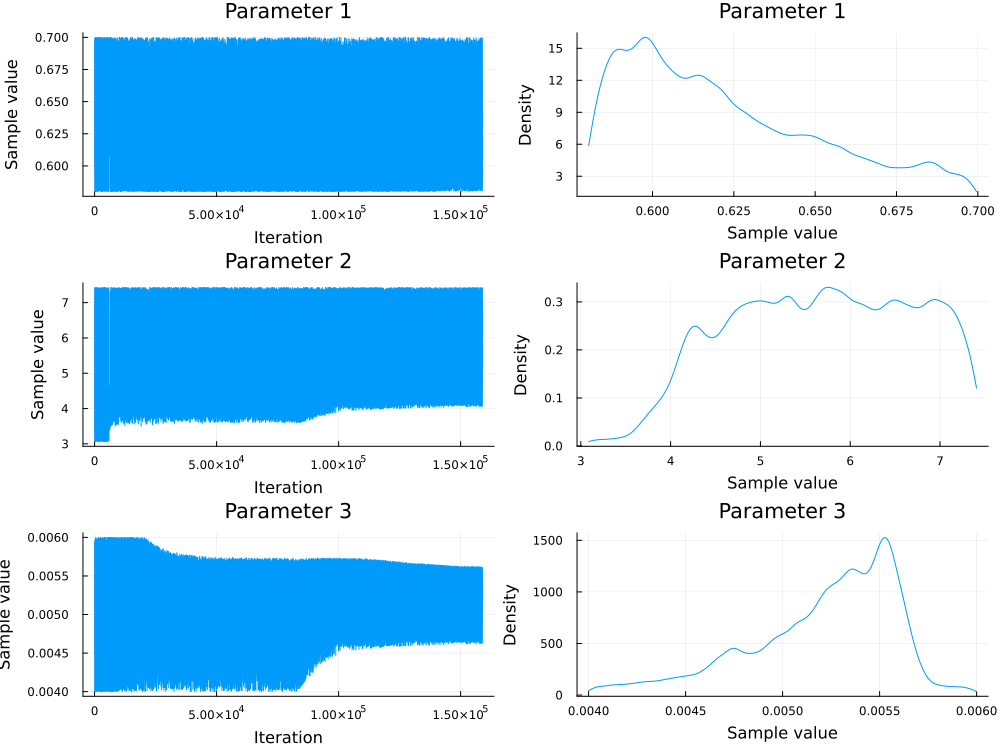 Parameter 1
Sample value
0.700
0.675
0.650
0.625
0.600
0 5.00×10⁴ 1.00×10⁵ 1.50×10⁵
Iteration
Parameter 1
Density
15
12
9
6
3
0.600 0.625 0.650 0.675 0.700
Sample value
Parameter 2
Sample value
7
6
5
4
3
0 5.00×10⁴ 1.00×10⁵ 1.50×10⁵
Iteration
Parameter 2
Density
0.3
0.2
0.1
0.0
3 4 5 6 7
Sample value
Parameter 3
Sample value
0.0060
0.0055
0.0050
0.0045
0.0040
0 5.00×10⁴ 1.00×10⁵ 1.50×10⁵
Iteration
Parameter 3
Density
1500
1000
500
0
0.0040 0.0045 0.0050 0.0055 0.0060
Sample value